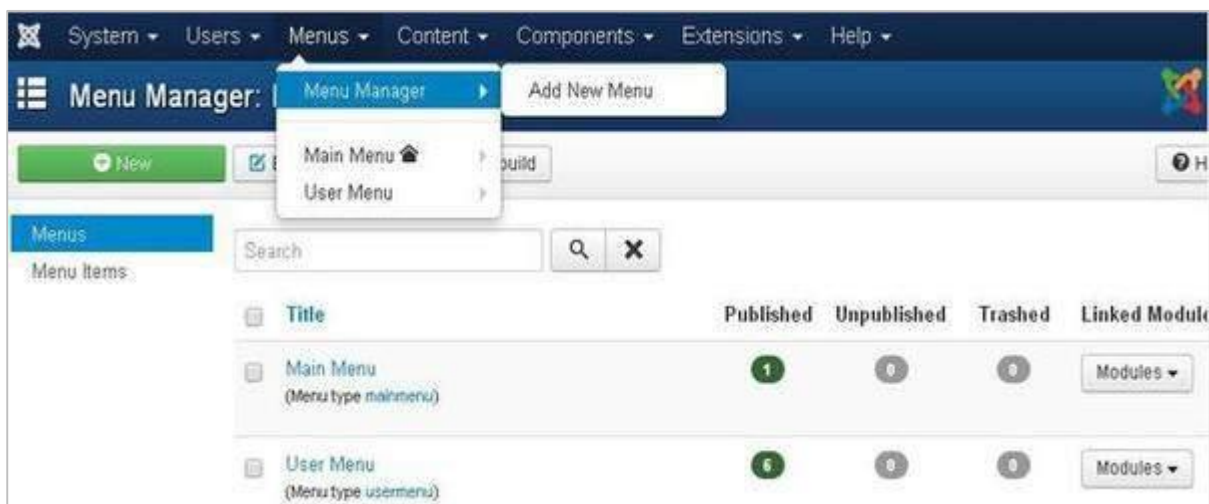 System Users Menus Content Components Extensions Help
Menu Manager:
Menu Manager Add New Menu
New
Main Menu
User Menu
Menus
Menu Items
Search
Title Published Unpublished Trashed Linked
Main Menu 1 0 0 Modules
(Menu type mainmenu)
User Menu 6 0 0 Modules
(Menu type usermenu)